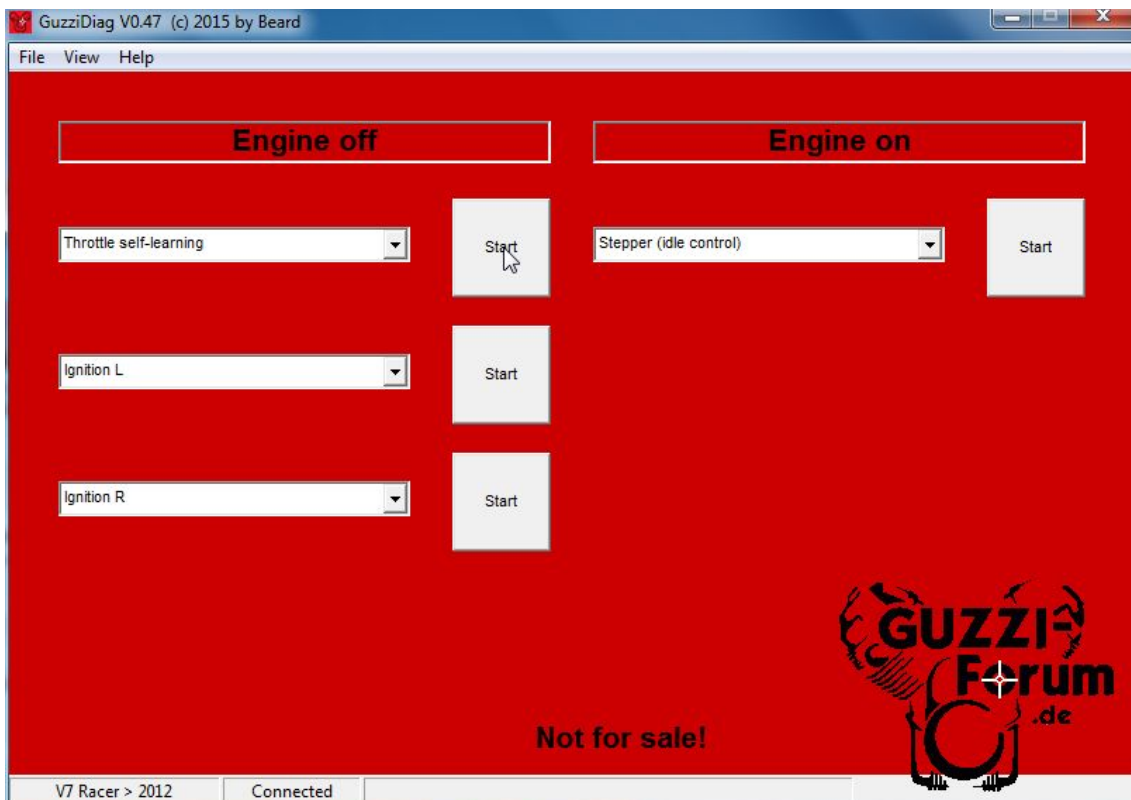 GuzziDiag V0.47 (c) 2015 by Beard
File View Help
Engine off
Engine on
Throttle self-learning
Start
Stepper (idle control)
Start
Ignition L
Start
Ignition R
Start
GUZZI-
Forum
.de
Not for sale!
V7 Racer > 2012
Connected